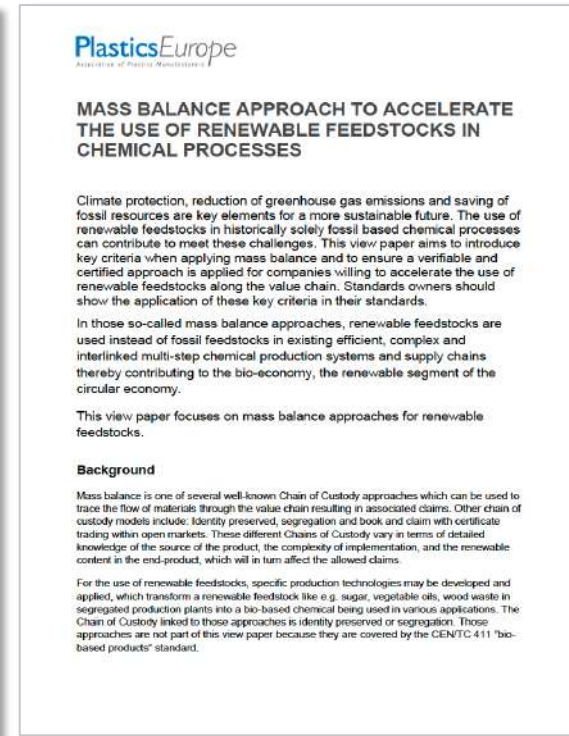 PlasticsEurope
Association of Plastics Manufacturers
MASS BALANCE APPROACH TO ACCELERATE
THE USE OF RENEWABLE FEEDSTOCKS IN
CHEMICAL PROCESSES
Climate protection, reduction of greenhouse gas emissions and saving of
fossil resources are key elements for a more sustainable future. The use of
renewable feedstocks in historically solely fossil based chemical processes
can contribute to meet these challenges. This view paper aims to introduce
key criteria when applying mass balance and to ensure a verifiable and
certified approach is applied for companies willing to accelerate the use of
renewable feedstocks along the value chain. Standards owners should
show the application of these key criteria in their standards.
In those so-called mass balance approaches, renewable feedstocks are
used instead of fossil feedstocks in existing efficient, complex and
interlinked multi-step chemical production systems and supply chains
thereby contributing to the bio-economy, the renewable segment of the
circular economy.
This view paper focuses on mass balance approaches for renewable
feedstocks.
Background
Mass balance is one of several well-known Chain of Custody approaches which can be used to
trace the flow of materials through the value chain resulting in associated claims. Other chain of
custody models include: Identity preserved, segregation and book and claim with certificate
trading within open markets. These different Chains of Custody vary in terms of detailed
knowledge of the source of the product, the complexity of implementation, and the renewable
content in the end-product, which will in turn affect the allowed claims.
For the use of renewable feedstocks, specific production technologies may be developed and
applied, which transform a renewable feedstock like e.g. sugar, vegetable oils, wood waste in
segregated production plants into a bio-based chemical being used in various applications. The
Chain of Custody linked to those approaches is identity preserved or segregation. Those
approaches are not part of this view paper because they are covered by the CEN/TC 411 "bio-
based products" standard.